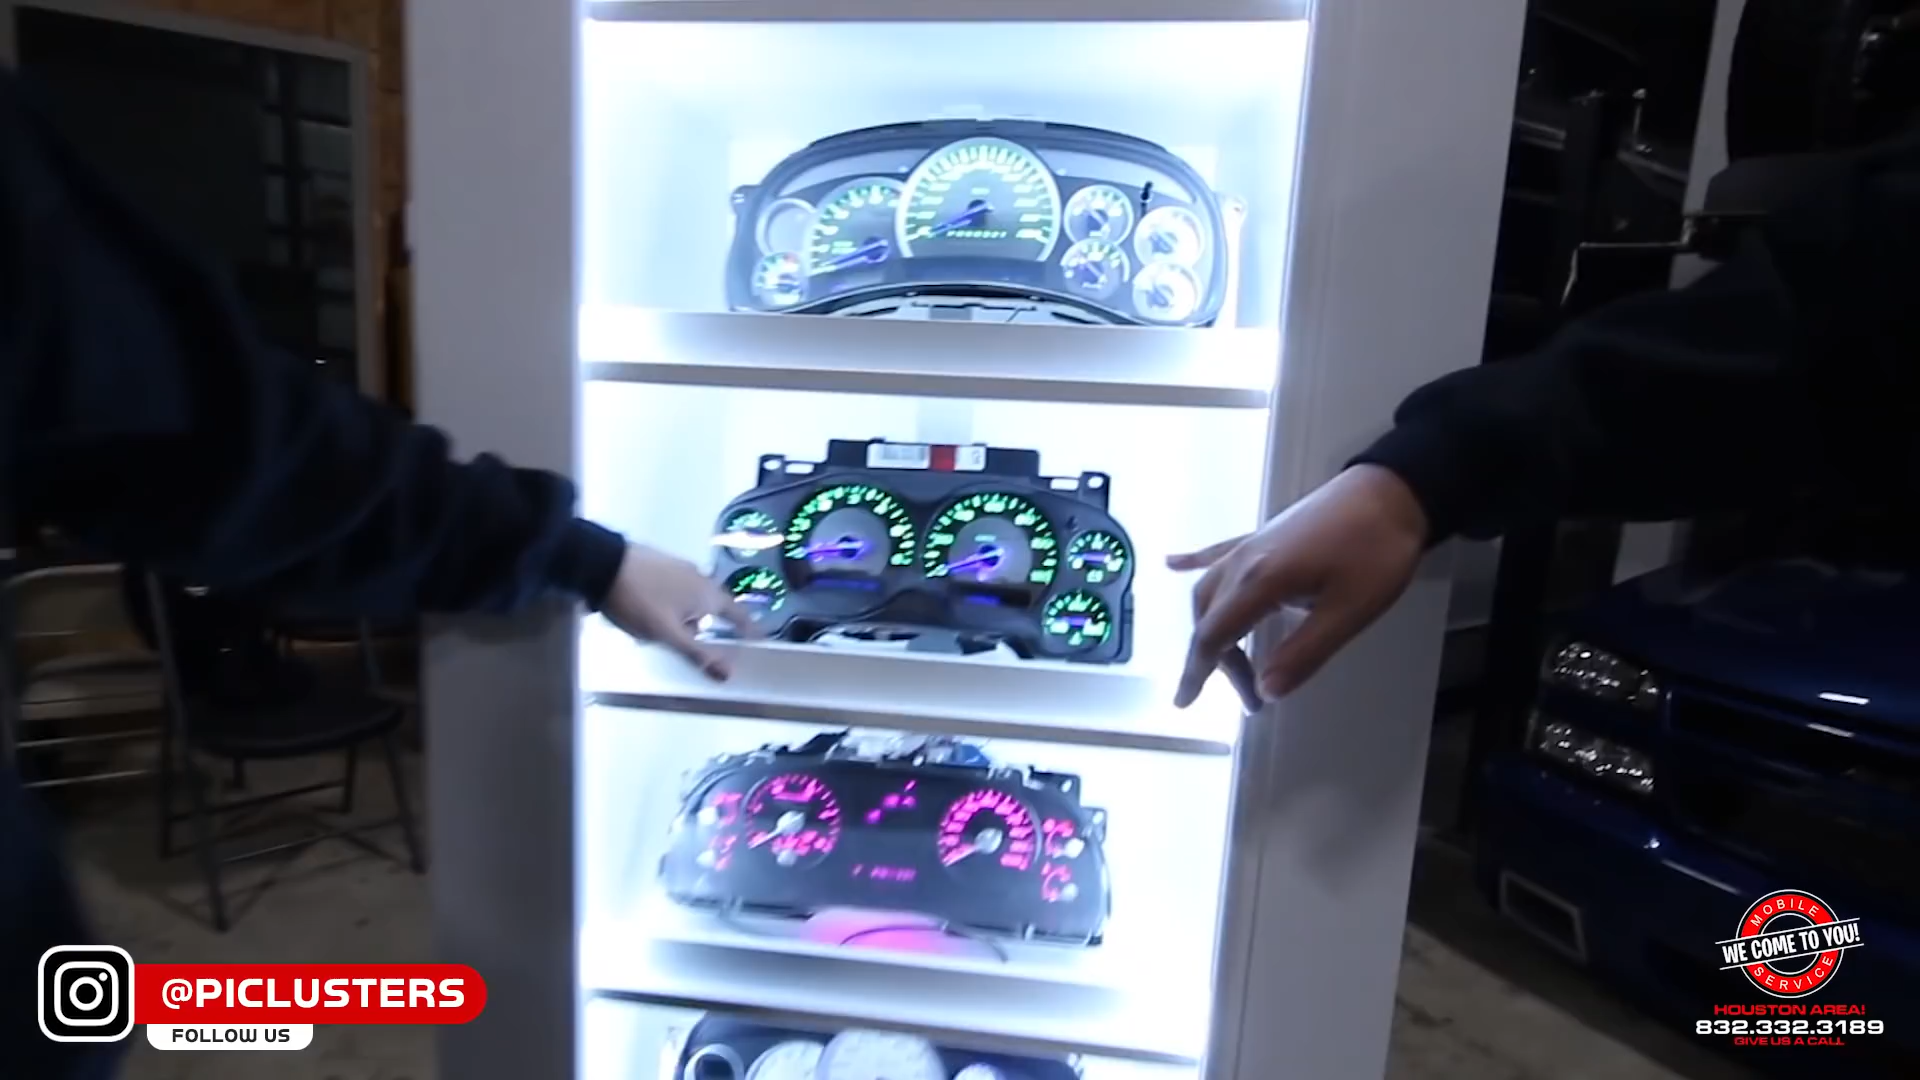 @PICLUSTERS
FOLLOW US
MOBILE
WE COME TO YOU!
SERVICE
HOUSTON AREA!
832.332.3189
GIVE US A CALL